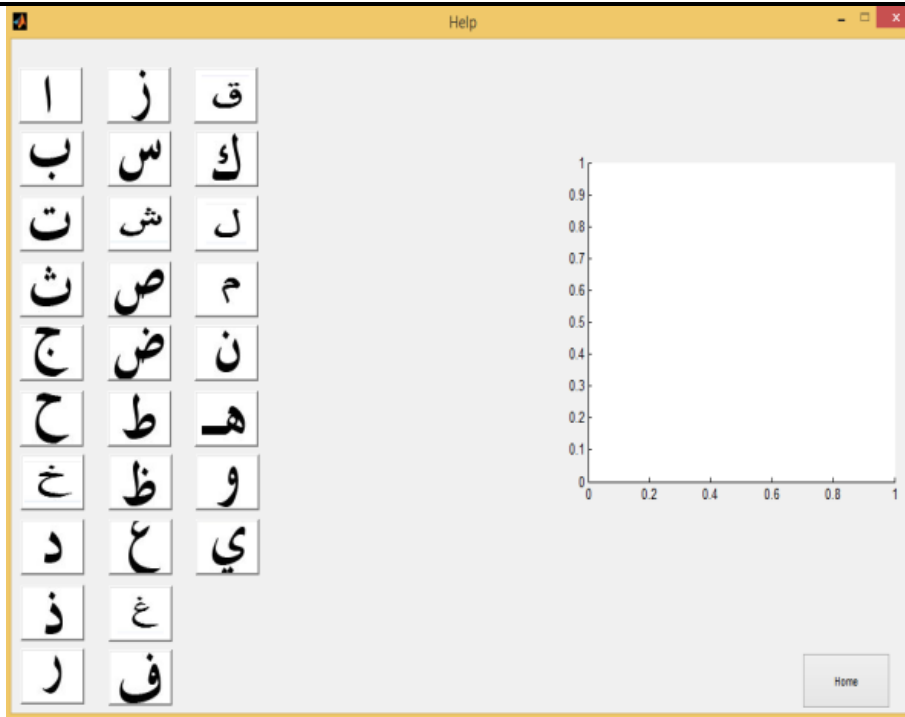 Help
ا ز ق
ب س ك
ت ش ل
ث ص م
ج ض ن
ح ط هـ
خ ظ و
د ع ي
ذ غ
ر ف
1
0.9
0.8
0.7
0.6
0.5
0.4
0.3
0.2
0.1
0
0 0.2 0.4 0.6 0.8 1
Home